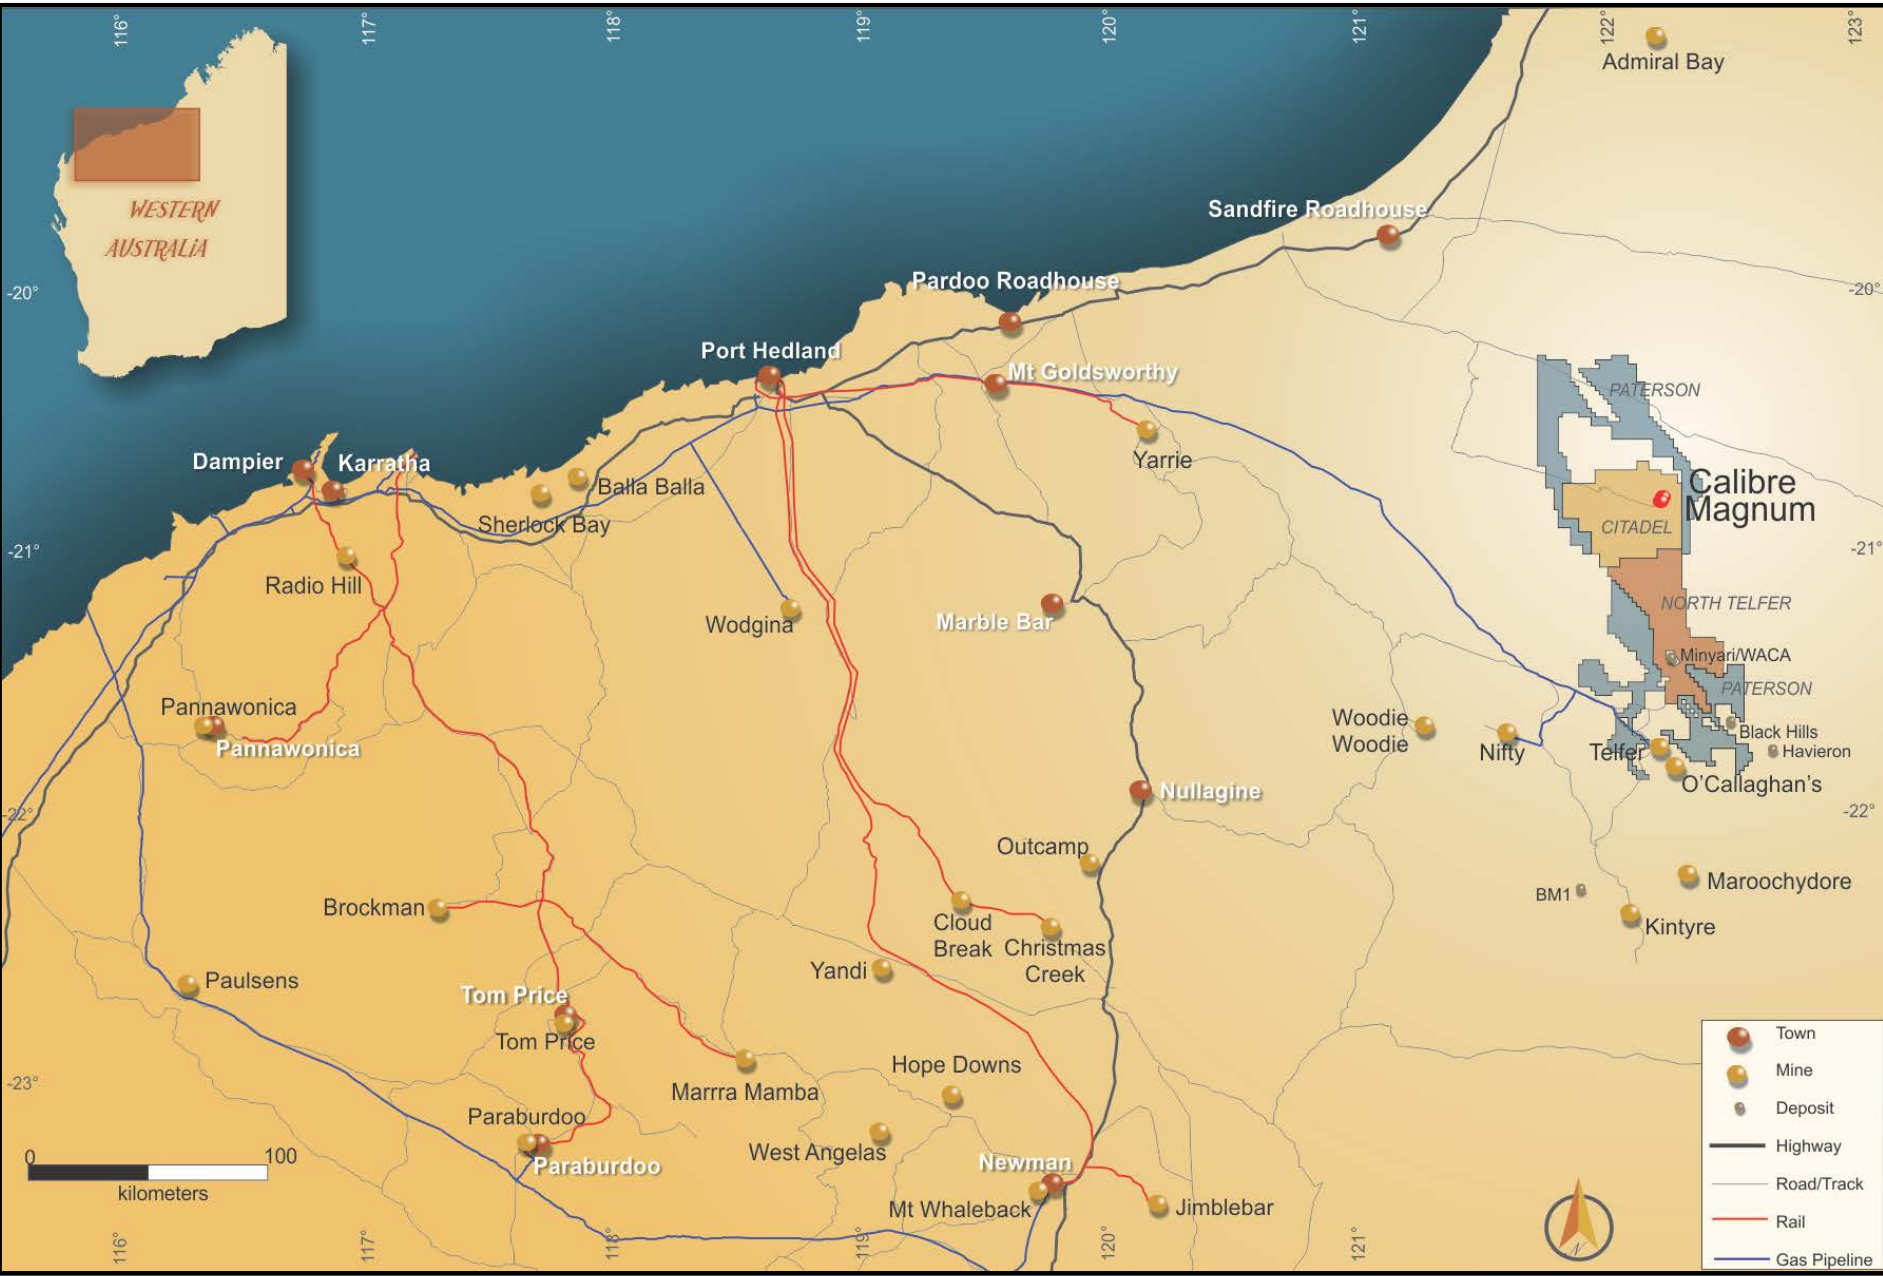 116°
117°
118°
119°
120°
121°
122°
123°
Admiral Bay
WESTERN
AUSTRALIA
Sandfire Roadhouse
-20°
-20°
Pardoo Roadhouse
Port Hedland
Mt Goldsworthy
PATERSON
Dampier
Karratha
Yarrie
Balla Balla
Calibre
Magnum
Sherlock Bay
CITADEL
-21°
-21°
Radio Hill
Wodgina
Marble Bar
NORTH TELFER
Minyari/WACA
PATERSON
Pannawonica
Pannawonica
Woodie
Woodie
Nifty
Telfer
Black Hills
Havieron
O'Callaghan's
Nullagine
-22°
-22°
Outcamp
Maroochydore
BM1
Brockman
Cloud
Break
Christmas
Creek
Kintyre
Yandi
Paulsens
Tom Price
Tom Price
Hope Downs
-23°
Marrra Mamba
Paraburdoo
Paraburdoo
West Angelas
Newman
Mt Whaleback
Jimblebar
0
100
kilometers
116°
117°
118°
119°
120°
121°
N
Town
Mine
Deposit
Highway
Road/Track
Rail
Gas Pipeline